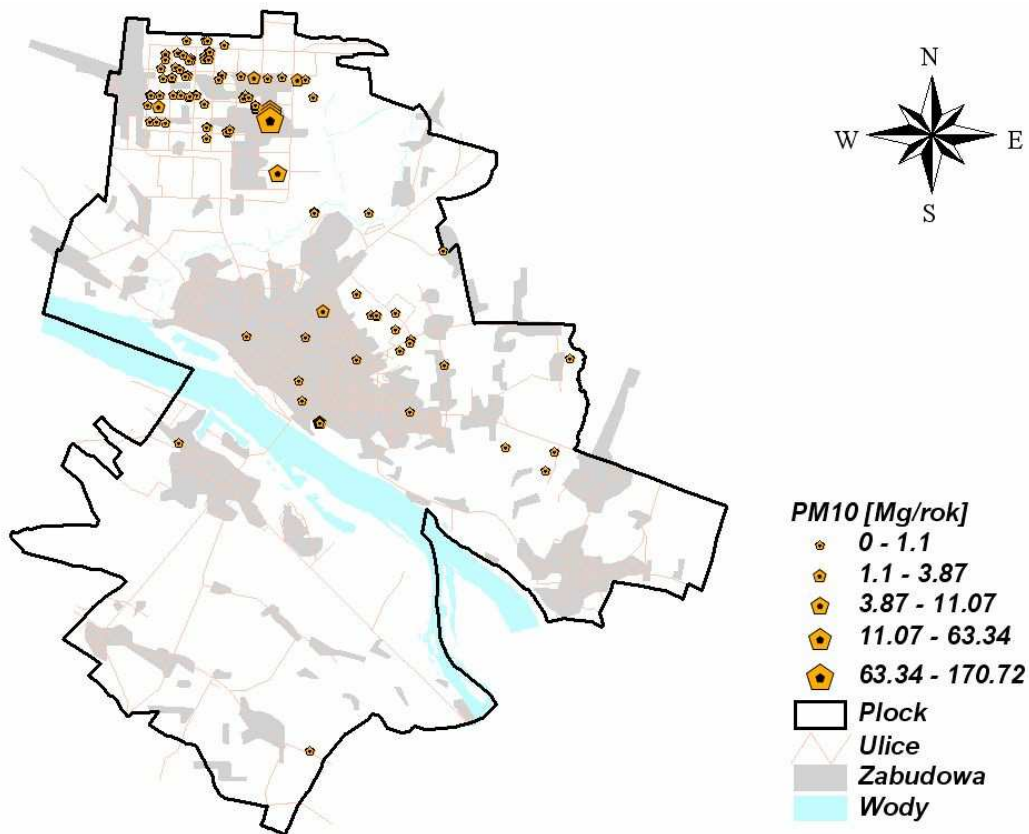 N
W
E
S
PM10 [Mg/rok]
0 - 1.1
1.1 - 3.87
3.87 - 11.07
11.07 - 63.34
63.34 - 170.72
Plock
Ulice
Zabudowa
Wody